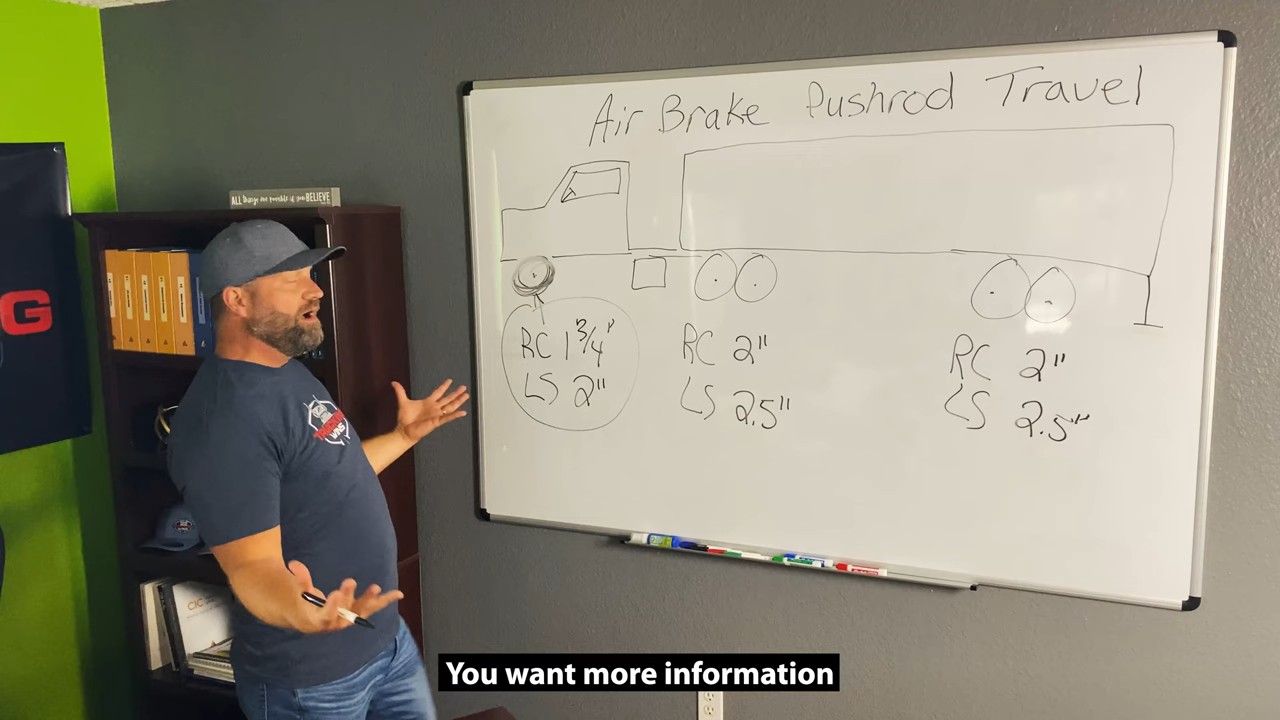 Air Brake Pushrod Travel
ALL things are possible if you BELIEVE
G
RC 1 3/4"
LS 2"
RC 2"
LS 2.5"
RC 2"
LS 2.5"
CIC
You want more information